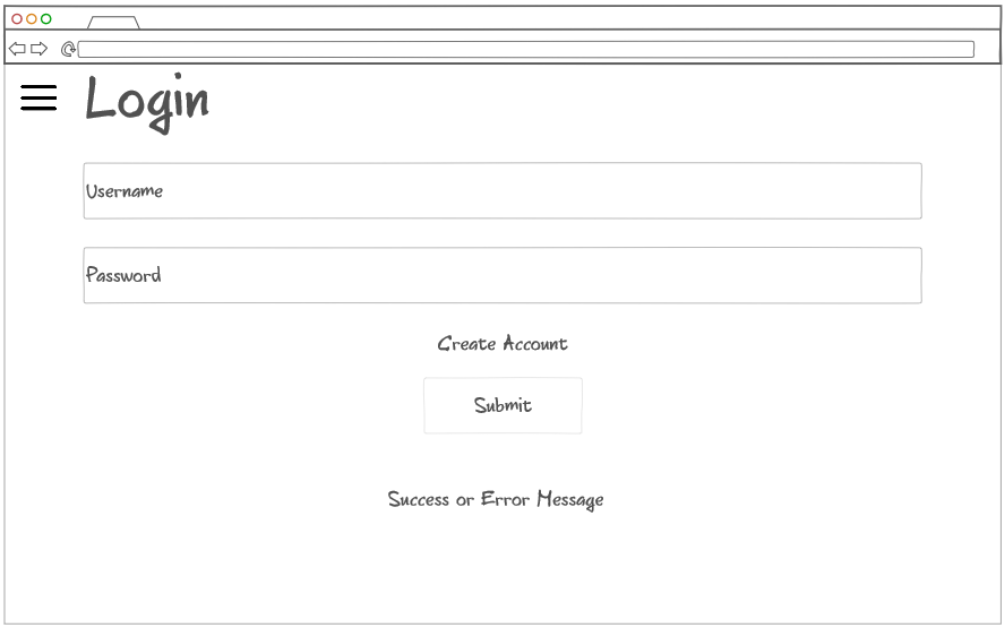 Login
Username
Password
Create Account
Submit
Success or Error Message